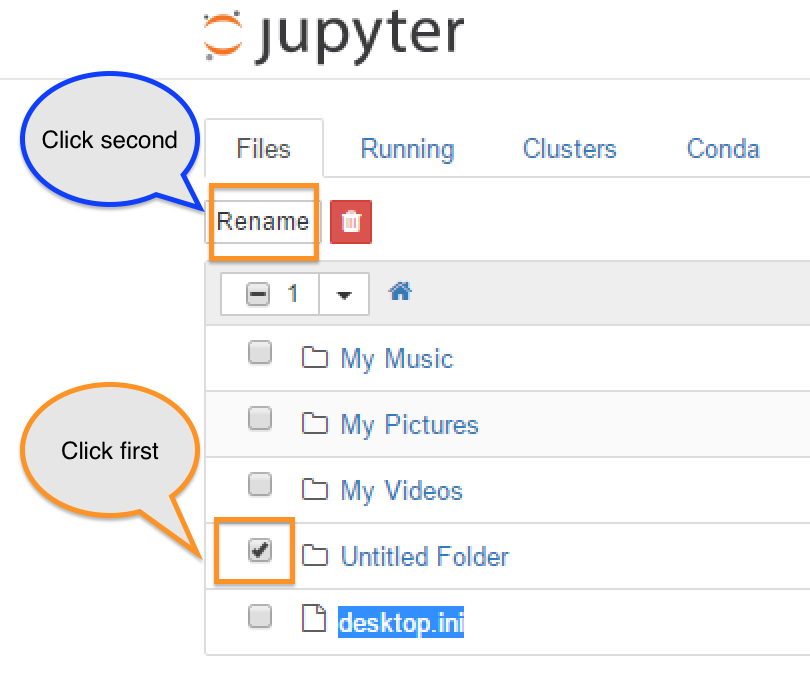 jupyter
Click second
Files Running Clusters Conda
Rename
1
My Music
My Pictures
Click first
My Videos
Untitled Folder
desktop.ini